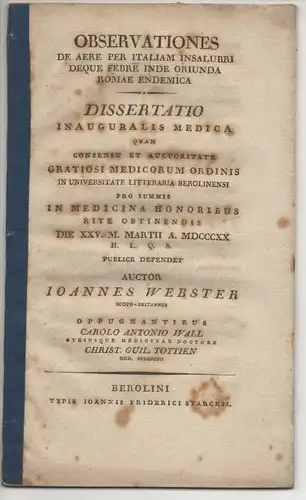 OBSERVATIONES
DE AERE PER ITALIAM INSALUBRI
DEQUE FEBRE INDE ORIUNDA
ROMAE ENDEMICA
DISSERTATIO
INAUGURALIS MEDICA
QUAM
CONSENSU ET AUCTORITATE
GRATIOSI MEDICORUM ORDINIS
IN UNIVERSITATE LITTERARIA BEROLINENSI
PRO SUMMIS
IN MEDICINA HONORIBUS
RITE OBTINENDIS
DIE XXV. M. MARTII A. MDCCCXX
H. L. Q. S.
PUBLICE DEFENDET
AUCTOR
IOANNES WEBSTER
SCOTO-BRITANNUS
OPPUGNANTIBUS
CAROLO ANTONIO WALL
UTRIUSQUE MEDICINAE DOCTORE
CHRIST. GUIL. TOTTIEN
MED. STUDIOSO
BEROLINI
TYPIS IOANNIS FRIDERICI STARCKII.